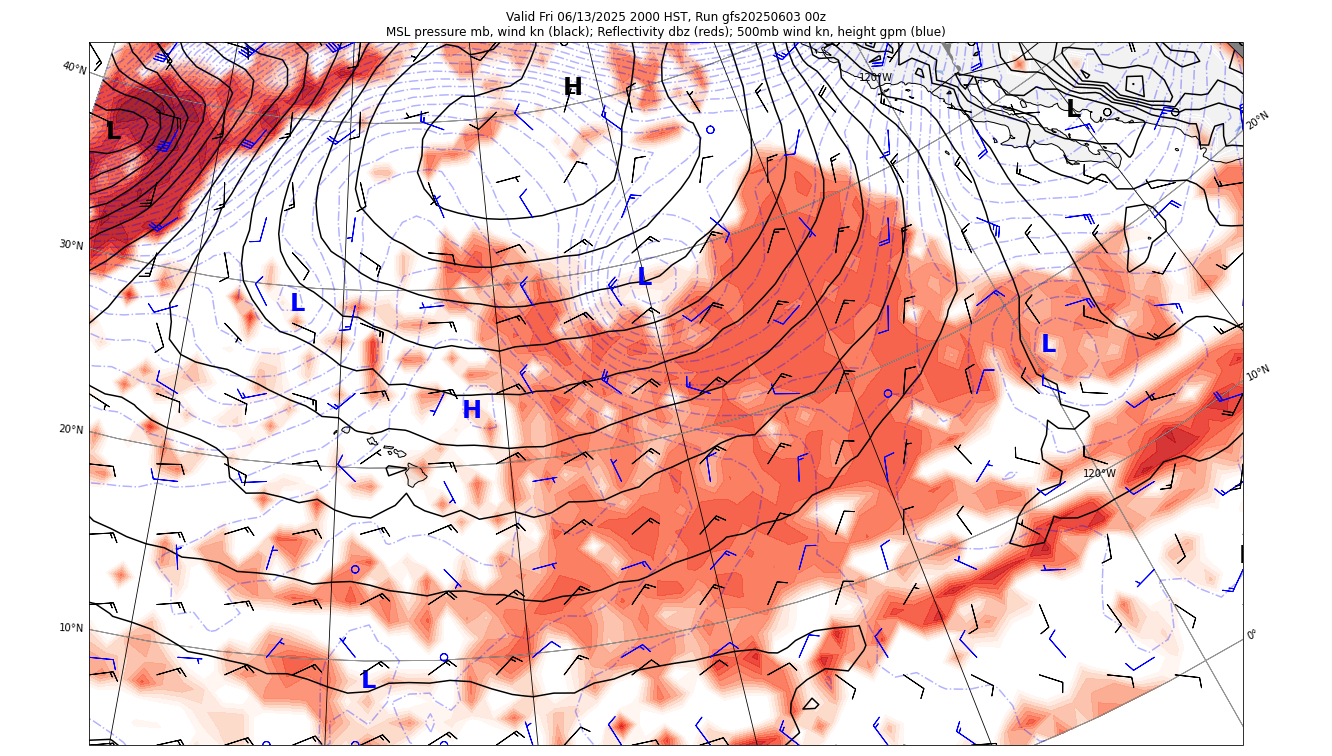 Valid Fri 06/13/2025 2000 HST, Run gfs20250603 00z
MSL pressure mb, wind kn (black); Reflectivity dbz (reds); 500mb wind kn, height gpm (blue)
40°N
H
120°W
L
L
20°N
30°N
L
L
L
10°N
H
20°N
120°W
10°N
0°
L